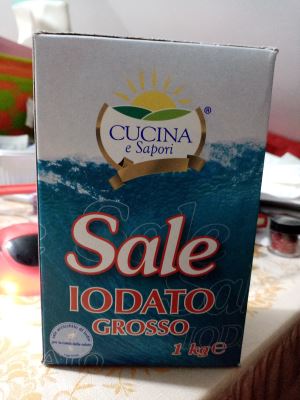 CUCINA
e Sapori
®
Sale
IODATO
GROSSO
1 kg ℮